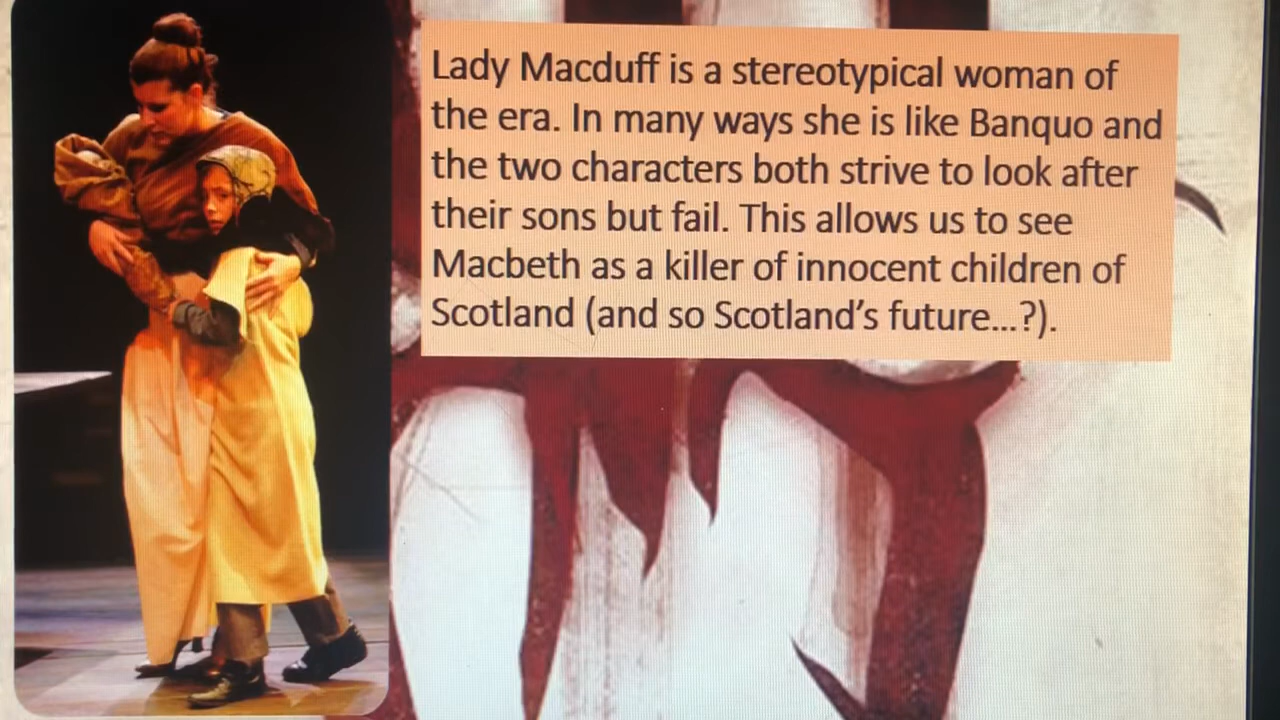 Lady Macduff is a stereotypical woman of
the era. In many ways she is like Banquo and
the two characters both strive to look after
their sons but fail. This allows us to see
Macbeth as a killer of innocent children of
Scotland (and so Scotland's future...?).